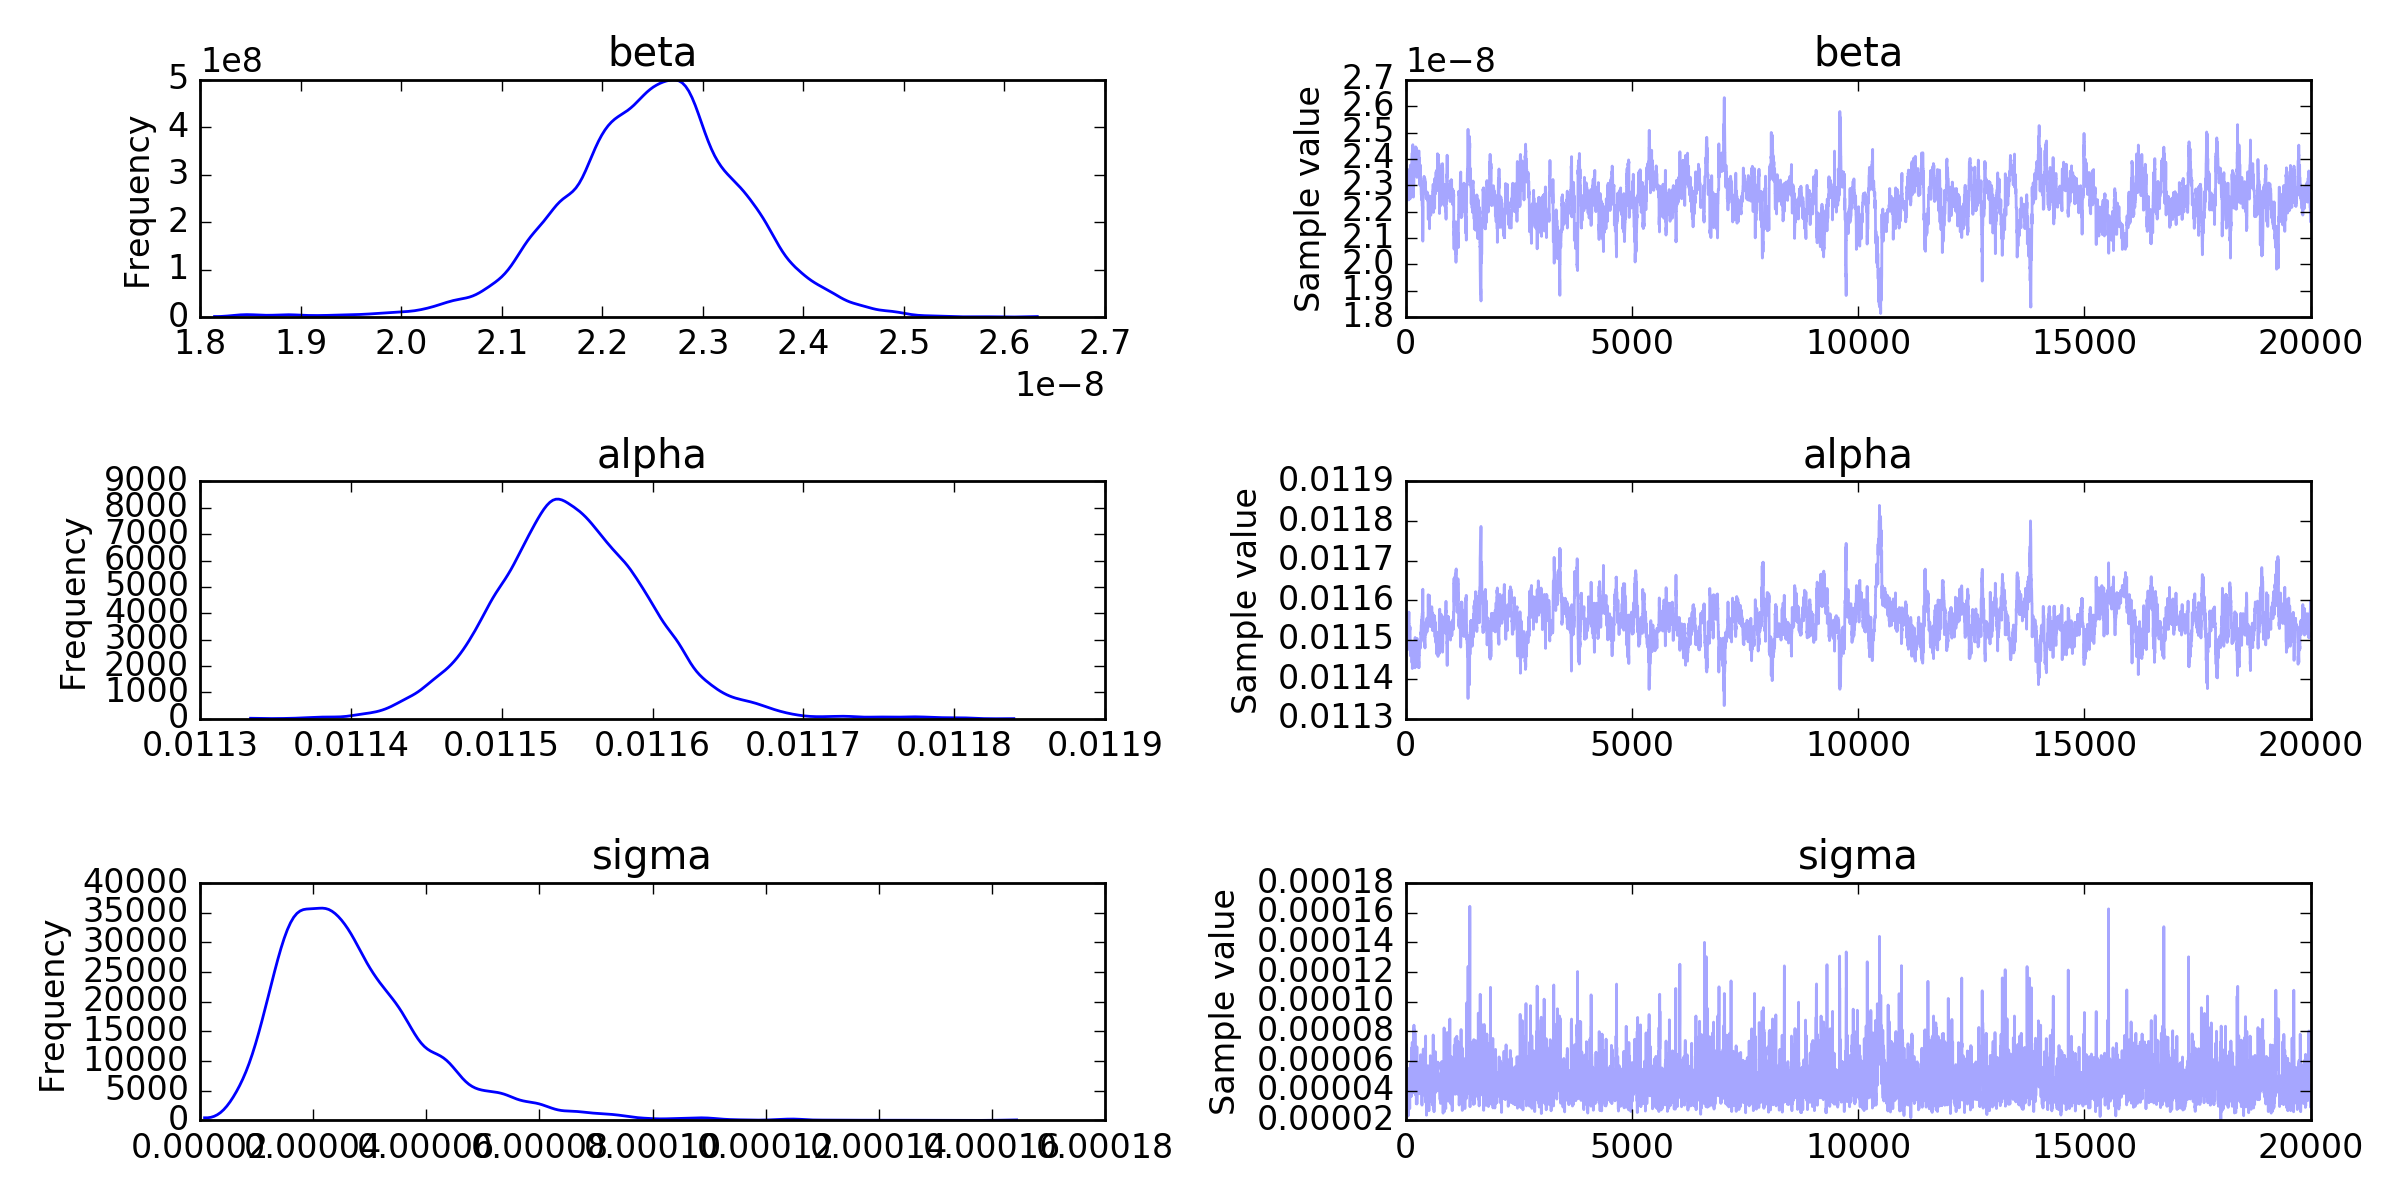 beta
1e8
Frequency
5
4
3
2
1
0
1.8 1.9 2.0 2.1 2.2 2.3 2.4 2.5 2.6 2.7
1e−8
beta
1e−8
Sample value
2.7
2.6
2.5
2.4
2.3
2.2
2.1
2.0
1.9
1.8
0 5000 10000 15000 20000
alpha
Frequency
9000
8000
7000
6000
5000
4000
3000
2000
1000
0
0.0113 0.0114 0.0115 0.0116 0.0117 0.0118 0.0119
alpha
Sample value
0.0119
0.0118
0.0117
0.0116
0.0115
0.0114
0.0113
0 5000 10000 15000 20000
sigma
Frequency
40000
35000
30000
25000
20000
15000
10000
5000
0
0.00002 0.00004 0.00006 0.00008 0.00010 0.00012 0.00014 0.00016 0.00018
sigma
Sample value
0.00018
0.00016
0.00014
0.00012
0.00010
0.00008
0.00006
0.00004
0.00002
0 5000 10000 15000 20000